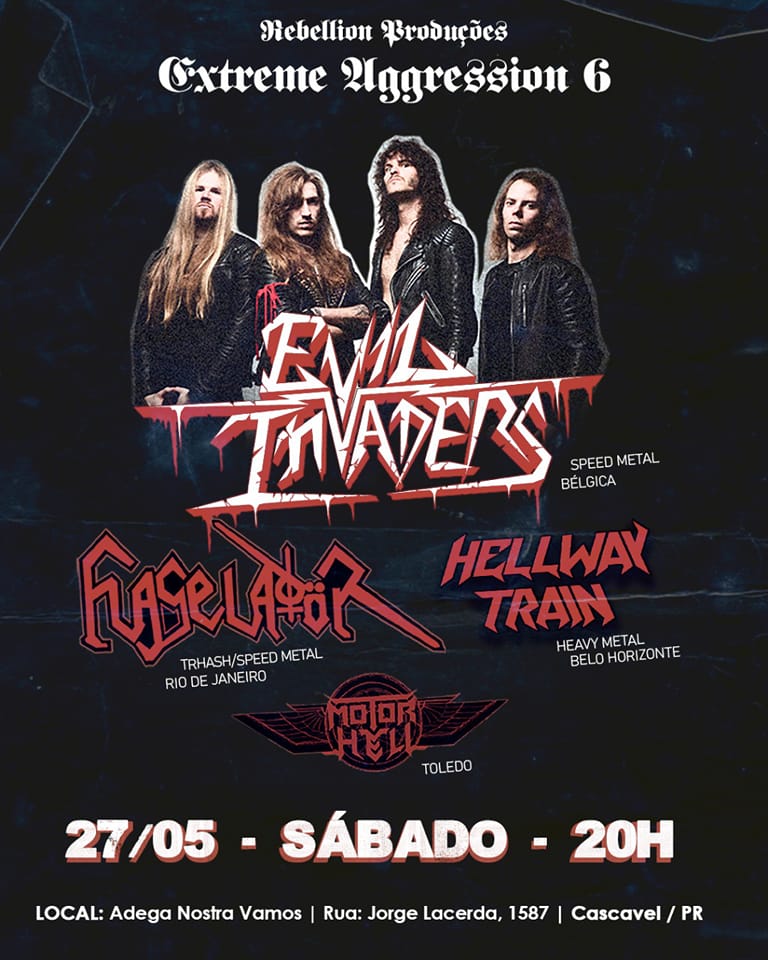 Rebellion Produções
Extreme Aggression 6
EVIL
INVADERS
SPEED METAL
BÉLGICA
FLAGELADÖR
TRHASH/SPEED METAL
RIO DE JANEIRO
HELLWAY
TRAIN
HEAVY METAL
BELO HORIZONTE
MOTOR
HELL
TOLEDO
27/05 - SÁBADO - 20H
LOCAL: Adega Nostra Vamos | Rua: Jorge Lacerda, 1587 | Cascavel / PR